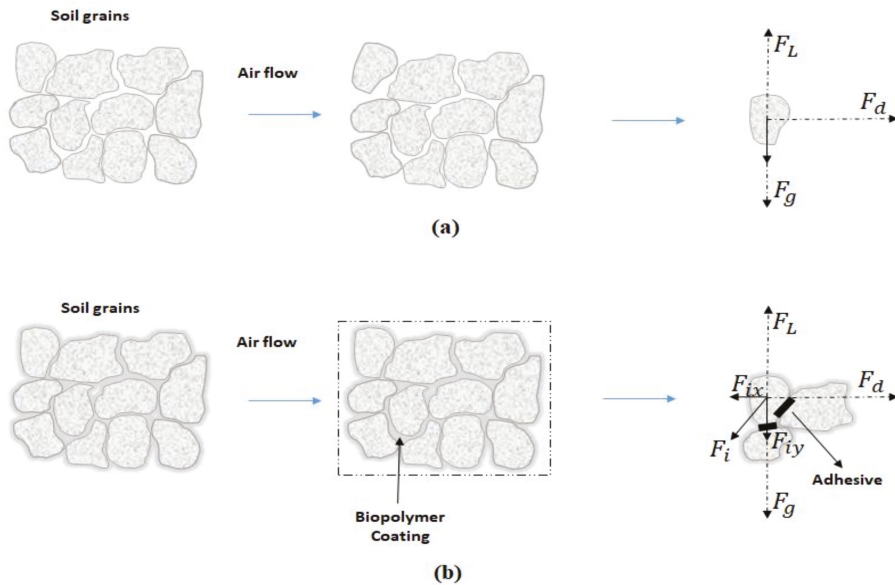 Soil grains
Air flow
F_L
F_d
F_g
(a)
Soil grains
Air flow
F_L
F_ix
F_d
F_i
F_iy
Adhesive
F_g
Biopolymer
Coating
(b)